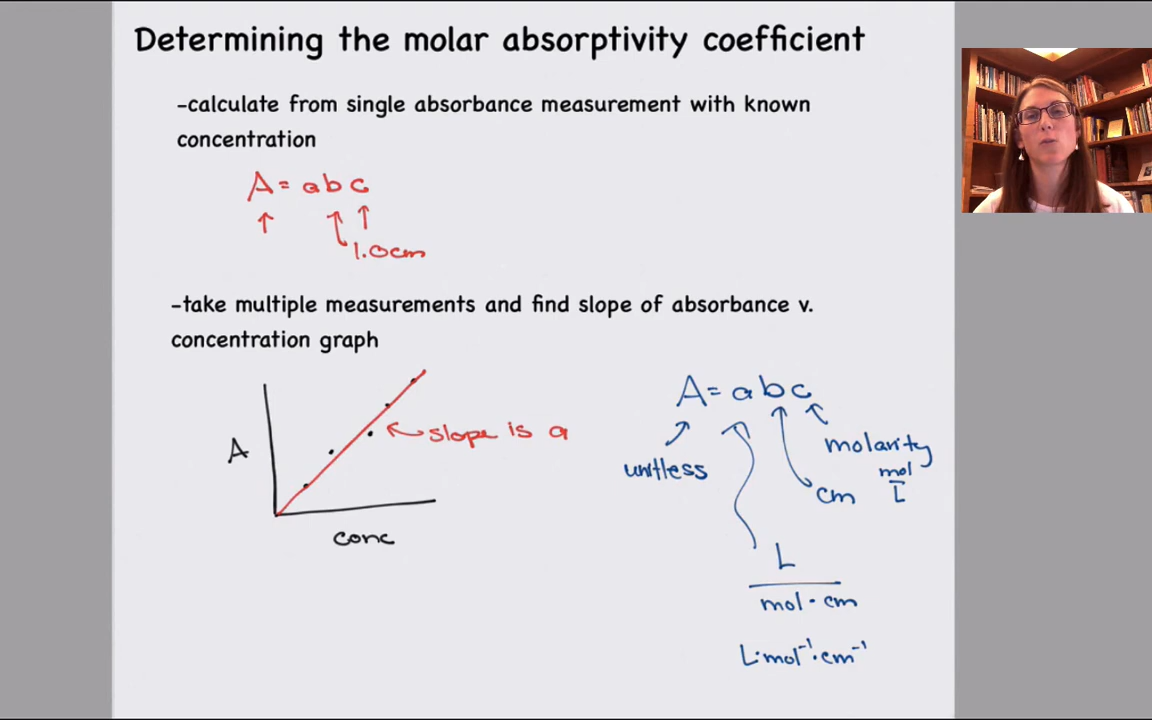 Determining the molar absorptivity coefficient
-calculate from single absorbance measurement with known
concentration
A = abc
1.0cm
-take multiple measurements and find slope of absorbance v.
concentration graph
A
slope is a
conc
A = abc
unitless
molarity
mol
L
cm
L
mol · cm
L·mol⁻¹·cm⁻¹